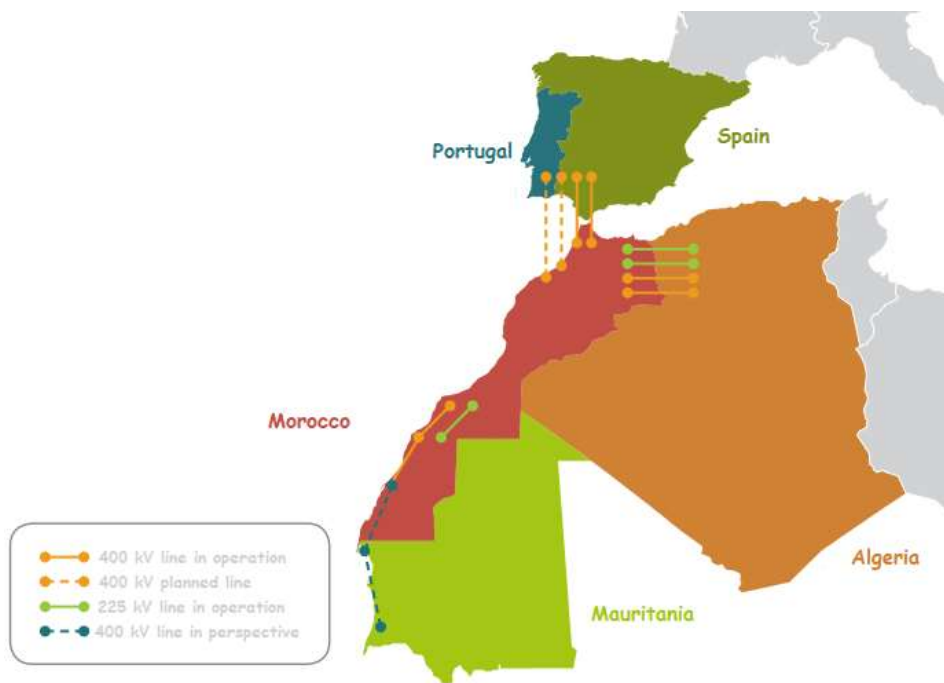 Spain
Portugal
Morocco
Algeria
Mauritania
400 kV line in operation
400 kV planned line
225 kV line in operation
400 kV line in perspective